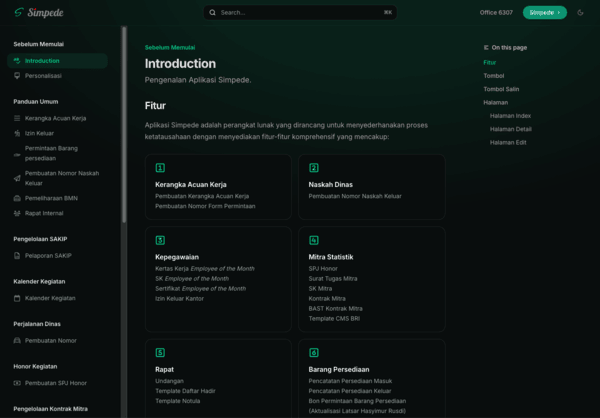 Simpede
Search...
⌘K
Office 6307
Simpede >
Sebelum Memulai
Introduction
Personalisasi
Panduan Umum
Kerangka Acuan Kerja
Izin Keluar
Permintaan Barang
persediaan
Pembuatan Nomor Naskah
Keluar
Pemeliharaan BMN
Rapat Internal
Pengelolaan SAKIP
Pelaporan SAKIP
Kalender Kegiatan
Kalender Kegiatan
Perjalanan Dinas
Pembuatan Nomor
Honor Kegiatan
Pembuatan SPJ Honor
Pengelolaan Kontrak Mitra
Sebelum Memulai
Introduction
Pengenalan Aplikasi Simpede.
Fitur
Aplikasi Simpede adalah perangkat lunak yang dirancang untuk menyederhanakan proses
ketatausahaan dengan menyediakan fitur-fitur komprehensif yang mencakup:
1
Kerangka Acuan Kerja
Pembuatan Kerangka Acuan Kerja
Pembuatan Nomor Form Permintaan
2
Naskah Dinas
Pembuatan Nomor Naskah Keluar
3
Kepegawaian
Kertas Kerja Employee of the Month
SK Employee of the Month
Sertifikat Employee of the Month
Izin Keluar Kantor
4
Mitra Statistik
SPJ Honor
Surat Tugas Mitra
SK Mitra
Kontrak Mitra
BAST Kontrak Mitra
Template CMS BRI
5
Rapat
Undangan
Template Daftar Hadir
Template Notula
6
Barang Persediaan
Pencatatan Persediaan Masuk
Pencatatan Persediaan Keluar
Bon Permintaan Barang Persediaan
(Aktualisasi Latsar Hasyimur Rusdi)
On this page
Fitur
Tombol
Tombol Salin
Halaman
Halaman Index
Halaman Detail
Halaman Edit